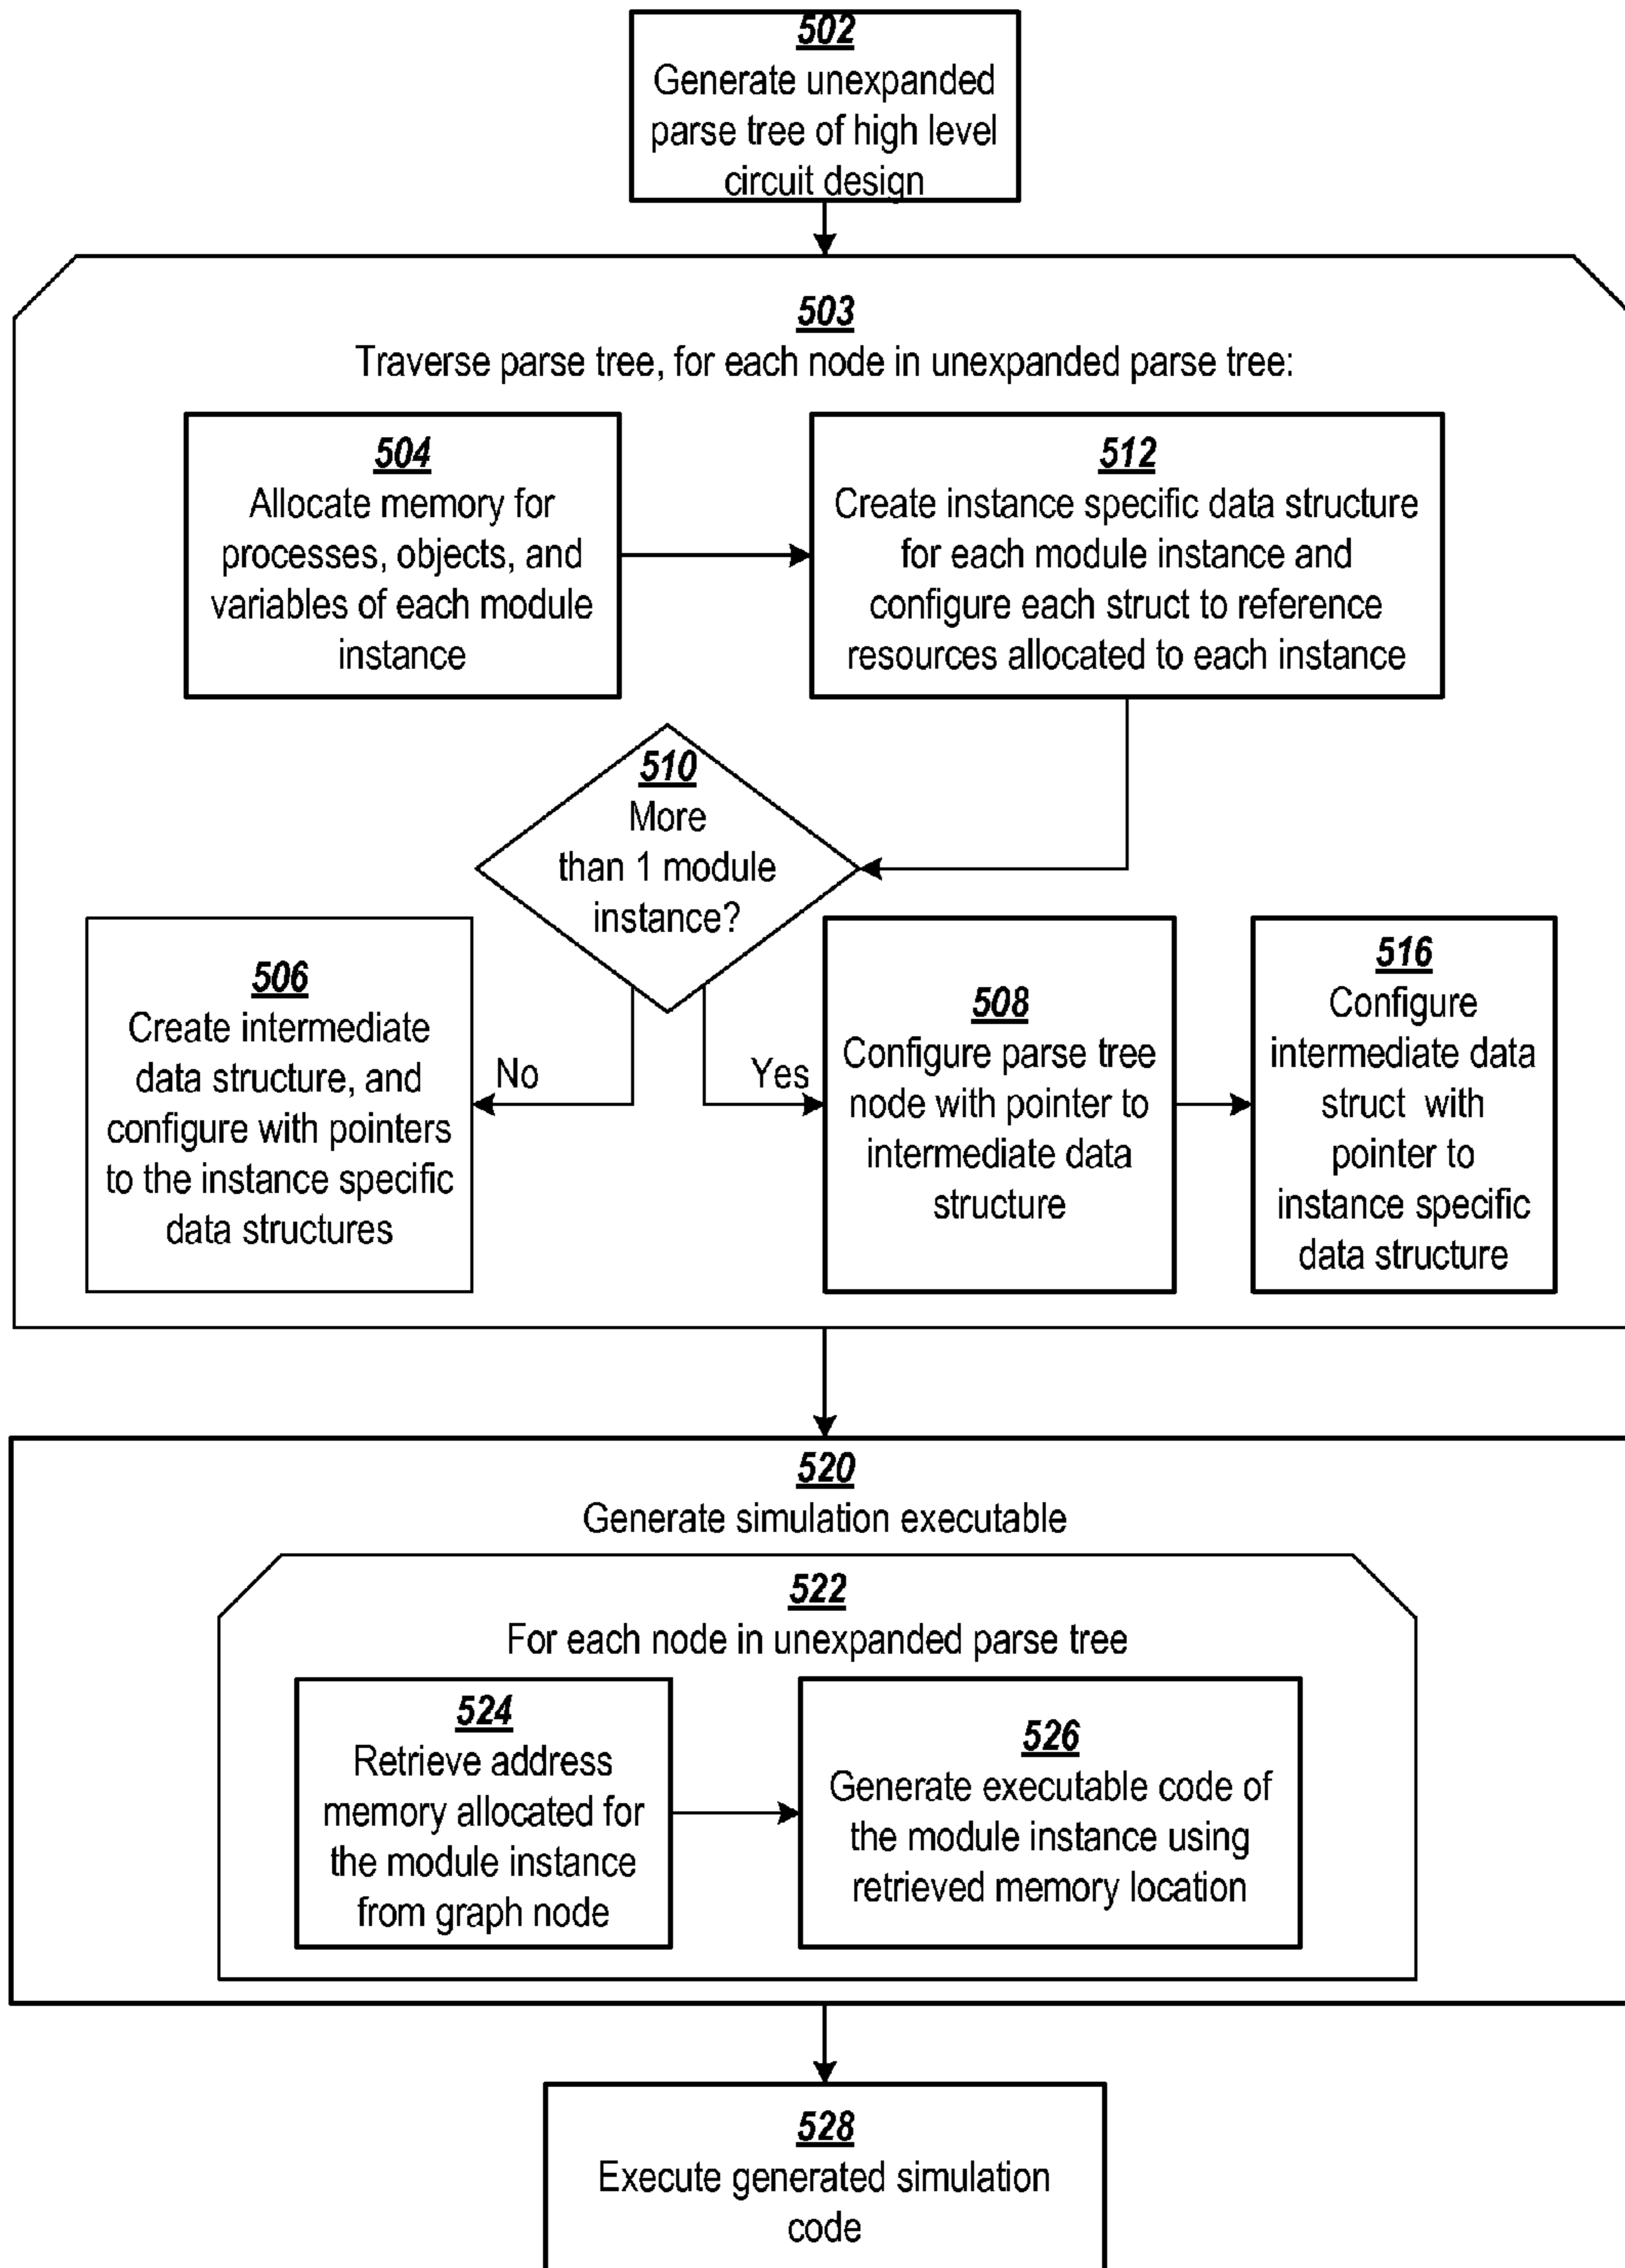 502
Generate unexpanded
parse tree of high level
circuit design
503
Traverse parse tree, for each node in unexpanded parse tree:
504
Allocate memory for
processes, objects, and
variables of each module
instance
512
Create instance specific data structure
for each module instance and
configure each struct to reference
resources allocated to each instance
510
More
than 1 module
instance?
No
Yes
506
Create intermediate
data structure, and
configure with pointers
to the instance specific
data structures
508
Configure parse tree
node with pointer to
intermediate data
structure
516
Configure
intermediate data
struct with
pointer to
instance specific
data structure
520
Generate simulation executable
522
For each node in unexpanded parse tree
524
Retrieve address
memory allocated for
the module instance
from graph node
526
Generate executable code of
the module instance using
retrieved memory location
528
Execute generated simulation
code